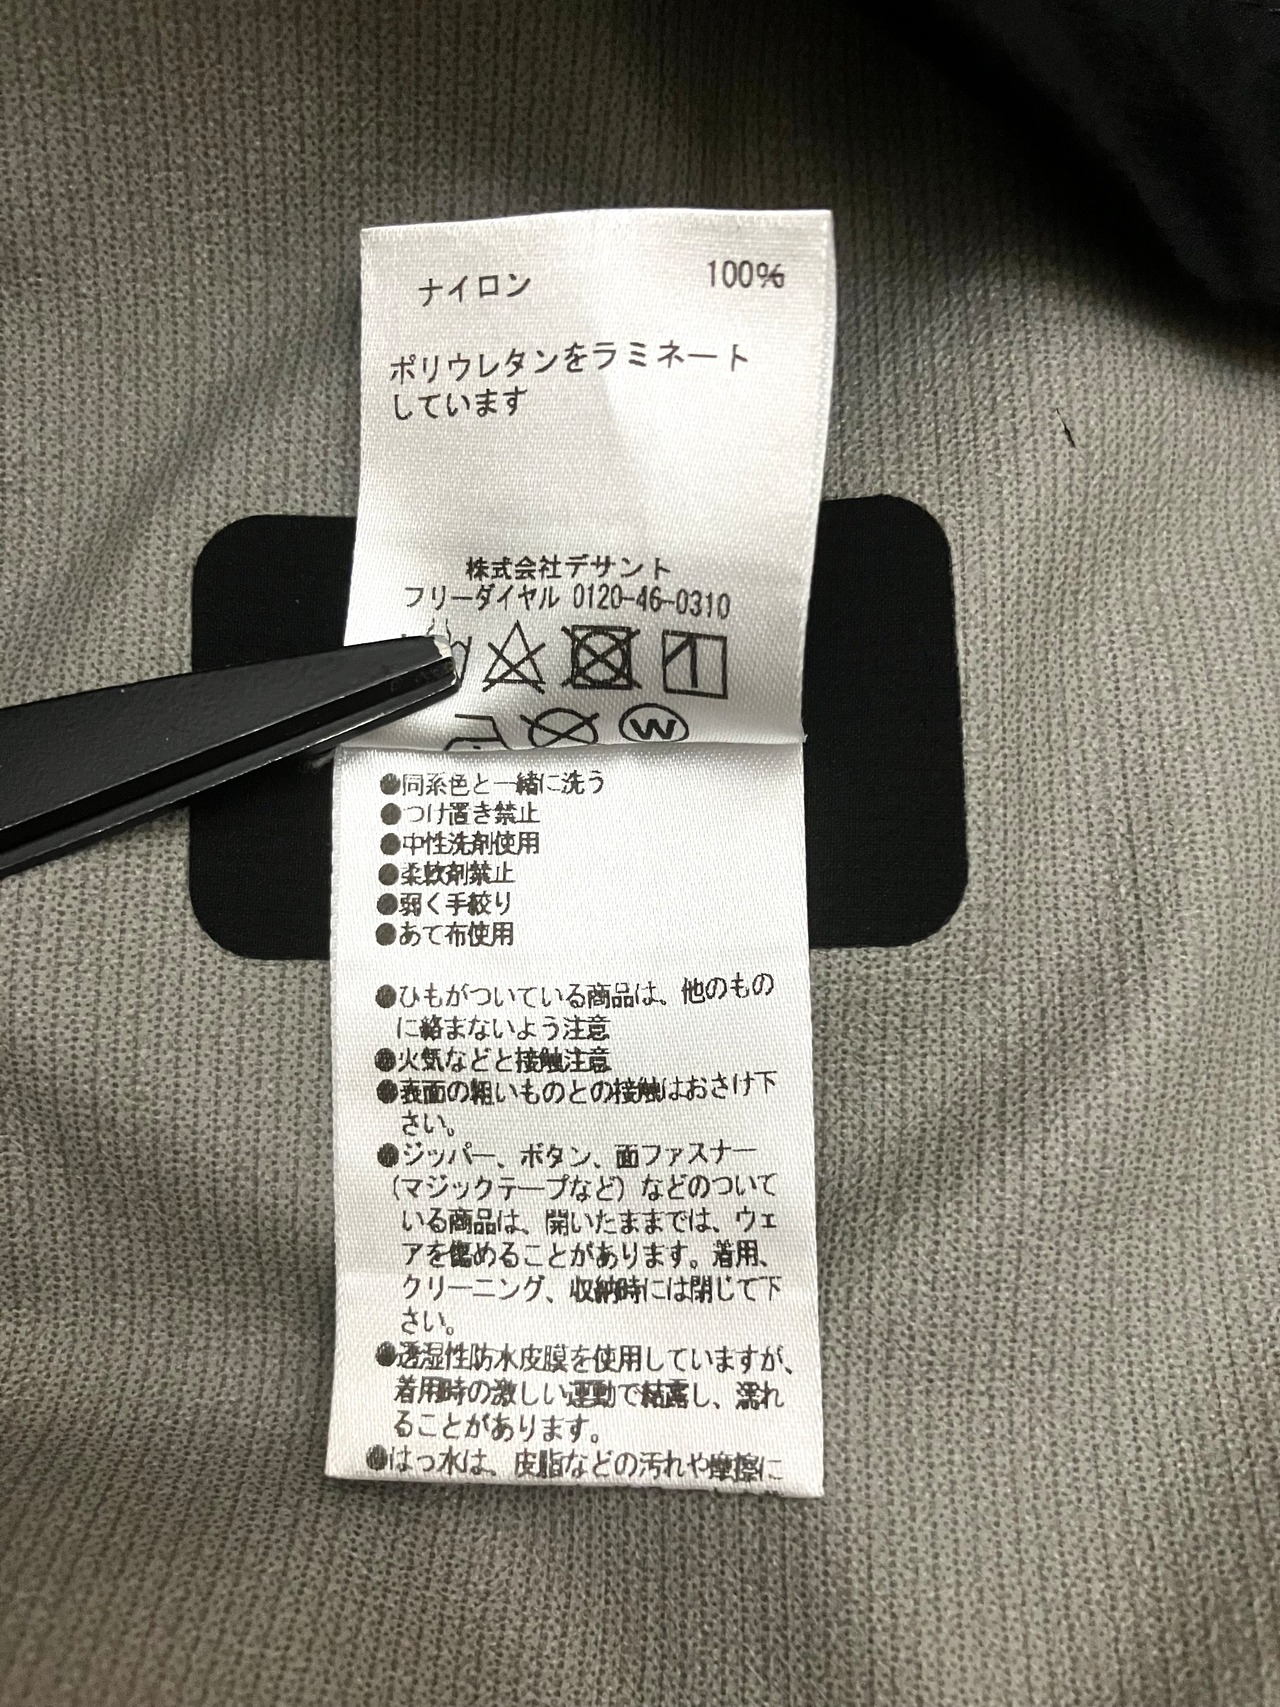 ナイロン 100%
ポリウレタンをラミネート
しています
株式会社デサント
フリーダイヤル 0120-46-0310
W
●同系色と一緒に洗う
●つけ置き禁止
●中性洗剤使用
●柔軟剤禁止
●弱く手絞り
●あて布使用
●ひもがついている商品は、他のもの
に絡まないよう注意
●火気などと接触注意
●表面の粗いものとの接触はおさけ下
さい。
●ジッパー、ボタン、面ファスナー
(マジックテープなど)などのついて
いる商品は、開いたままでは、ウェ
アを傷めることがあります。着用、
クリーニング、収納時には閉じて下
さい。
●透湿性防水皮膜を使用していますが、
着用時の激しい運動で結露し、濡れ
ることがあります。
●はっ水は、皮脂などの汚れや摩擦に